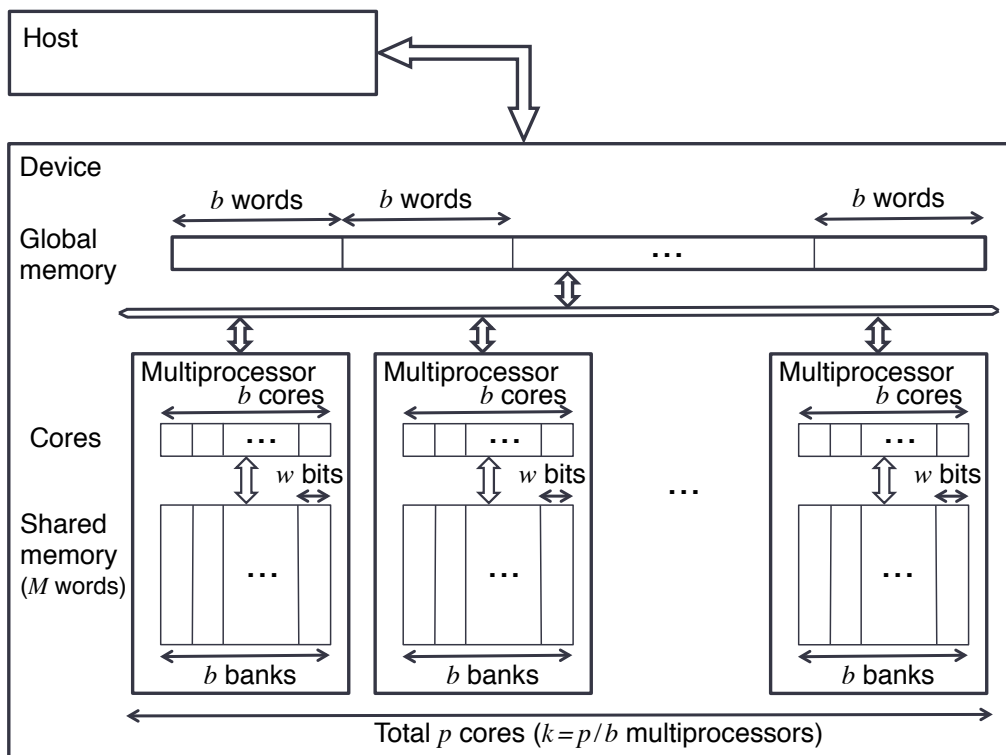 Host
Device
b words b words b words
Global
memory
...
Multiprocessor Multiprocessor Multiprocessor
b cores b cores b cores
Cores
... ... ...
w bits w bits w bits
...
Shared
memory
(M words)
... ... ...
b banks b banks b banks
Total p cores (k=p/b multiprocessors)